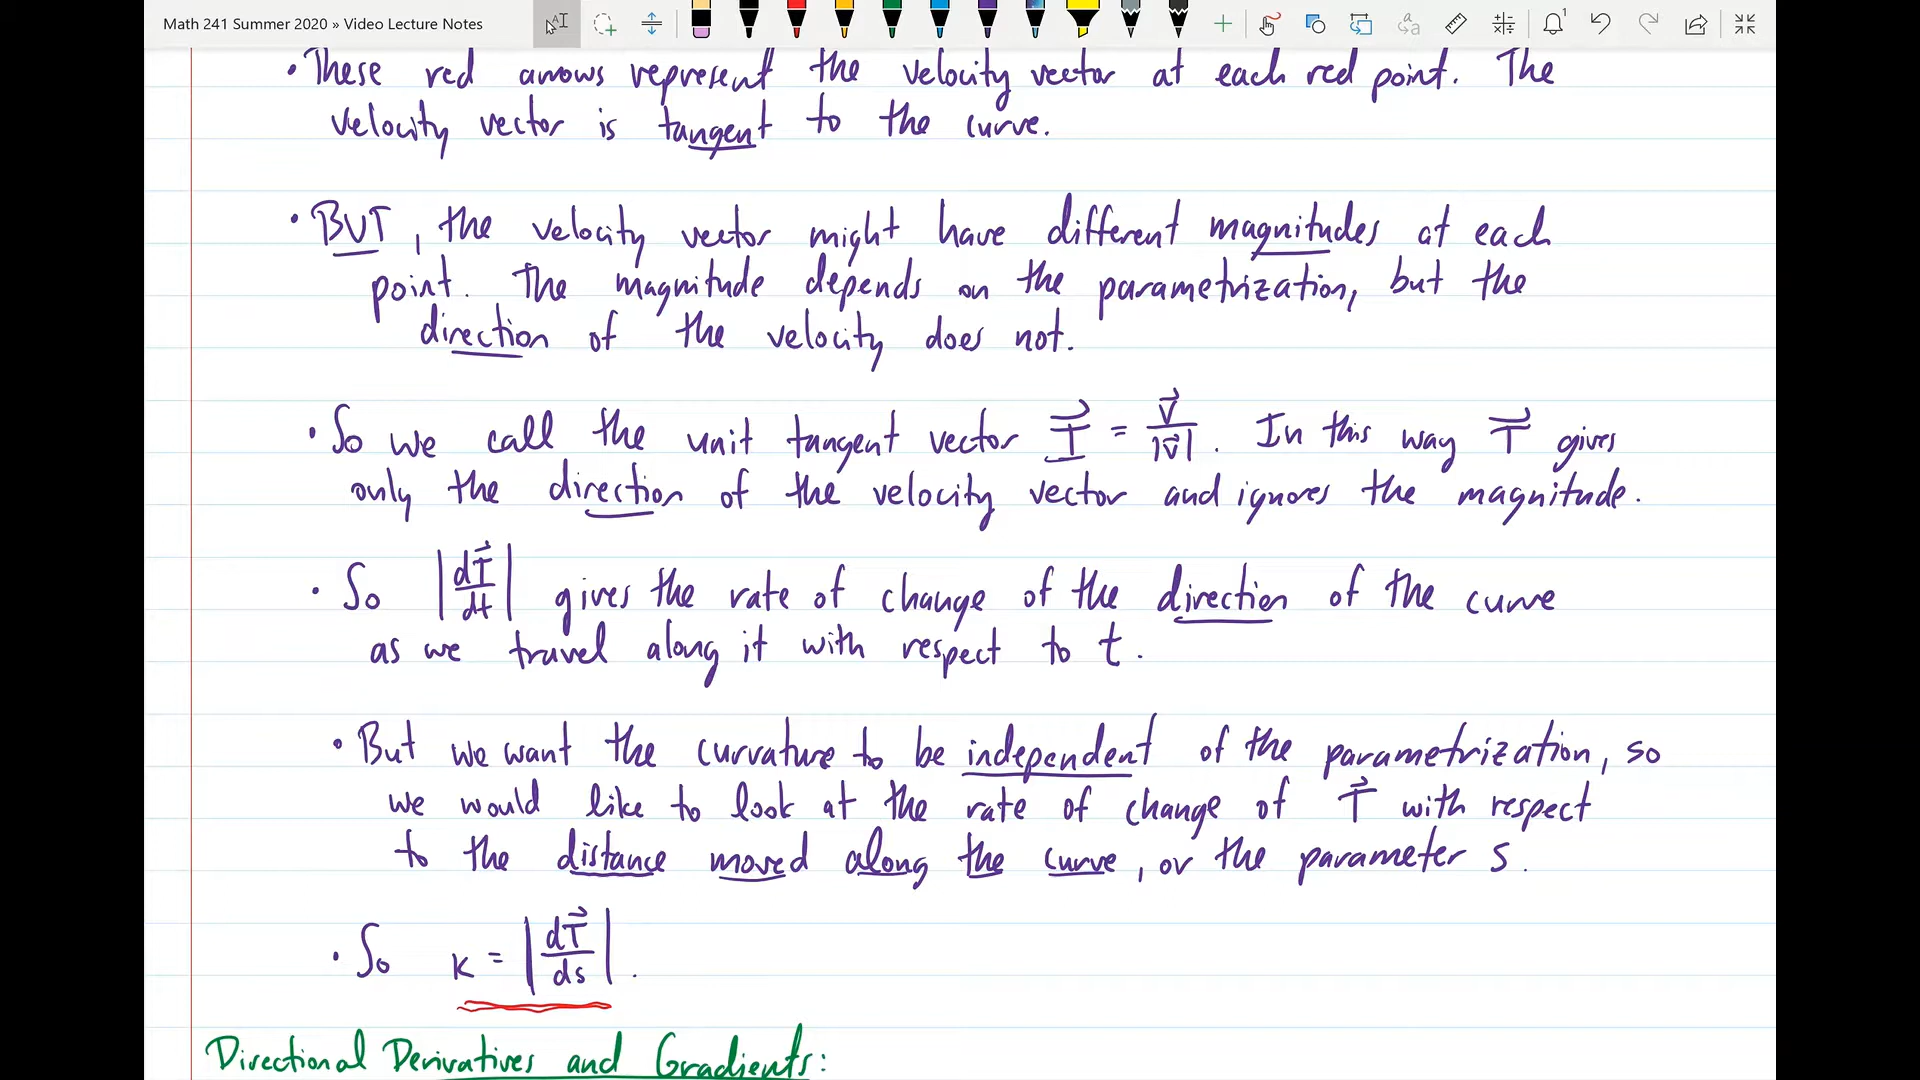 Math 241 Summer 2020 » Video Lecture Notes
• These red arrows represent the velocity vector at each red point. The
velocity vector is tangent to the curve.
• BUT, the velocity vector might have different magnitudes at each
point. The magnitude depends on the parametrization, but the
direction of the velocity does not.
• So we call the unit tangent vector T⃗ = v⃗/|v⃗|. In this way T⃗ gives
only the direction of the velocity vector and ignores the magnitude.
• So |dT⃗/dt| gives the rate of change of the direction of the curve
as we travel along it with respect to t.
• But we want the curvature to be independent of the parametrization, so
we would like to look at the rate of change of T⃗ with respect
to the distance moved along the curve, or the parameter s.
• So κ = |dT⃗/ds|.
Directional Derivatives and Gradients: